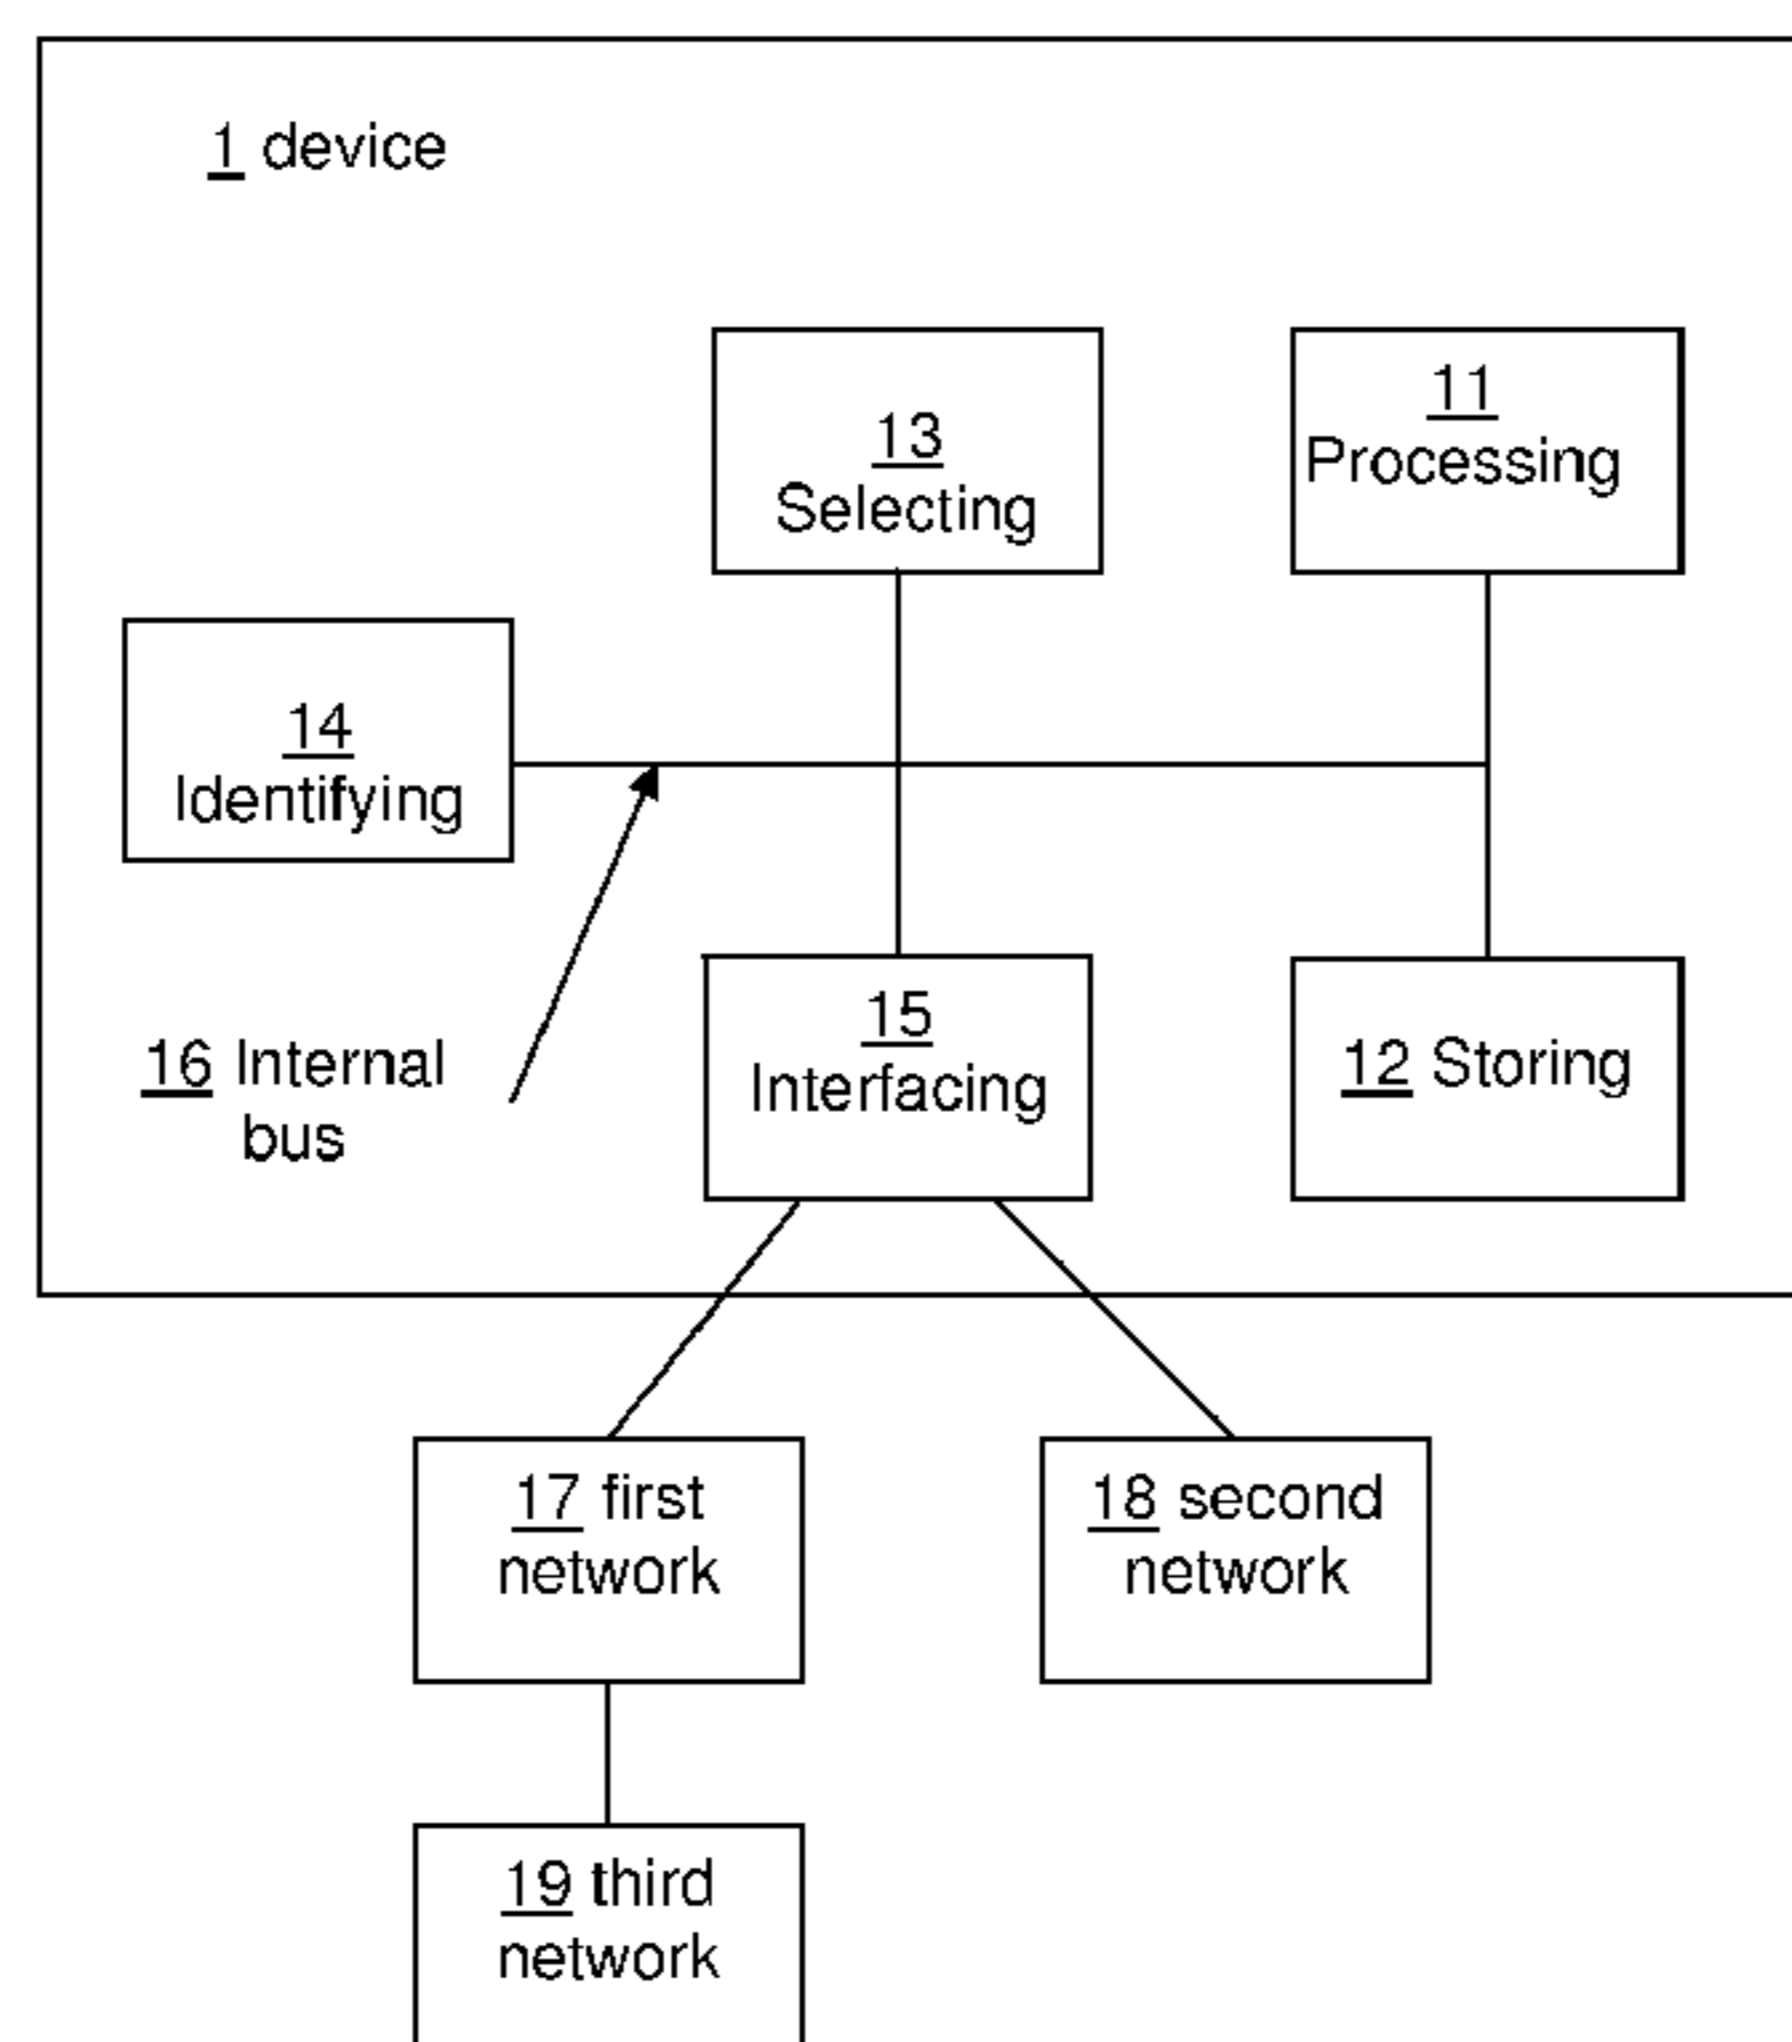 1 device
13
Selecting
11
Processing
14
Identifying
16 Internal
bus
15
Interfacing
12 Storing
17 first
network
18 second
network
19 third
network